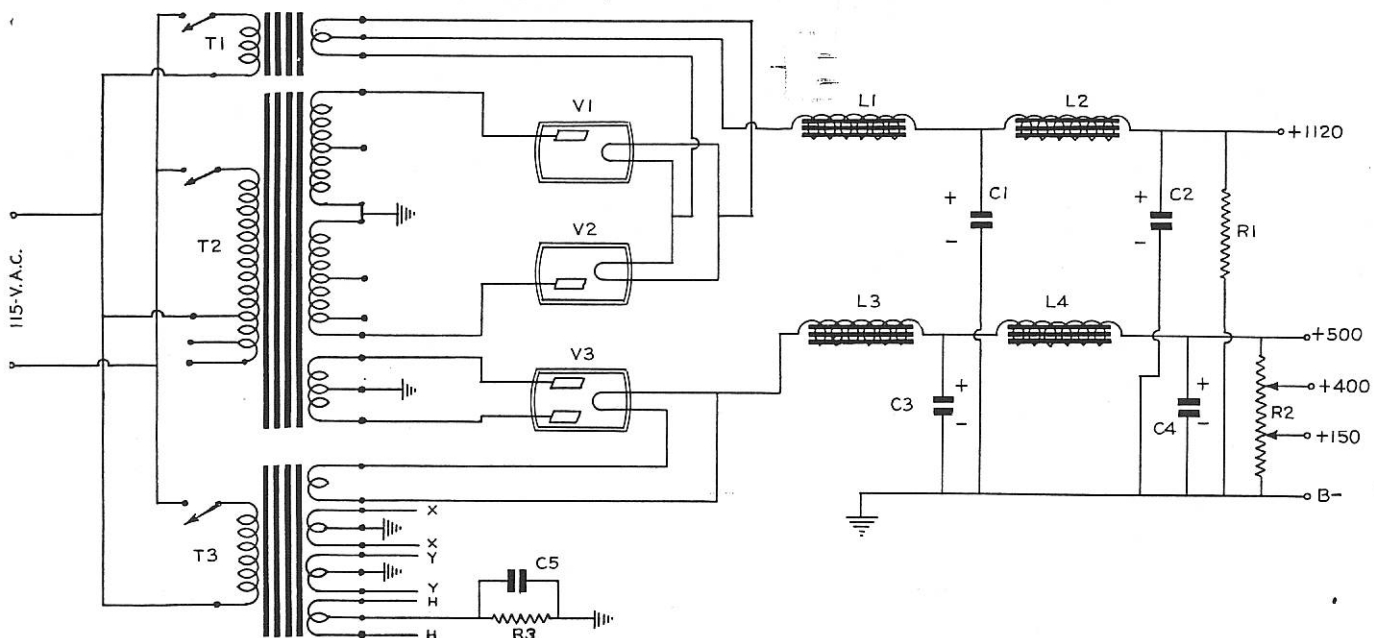 T1
T2
T3
115-V.A.C.
V1
V2
V3
L1
L2
L3
L4
+1120
C1
+
-
C2
+
-
R1
+500
+400
+150
B-
C3
+
-
C4
+
-
R2
X
X
Y
Y
H
H
C5
R3